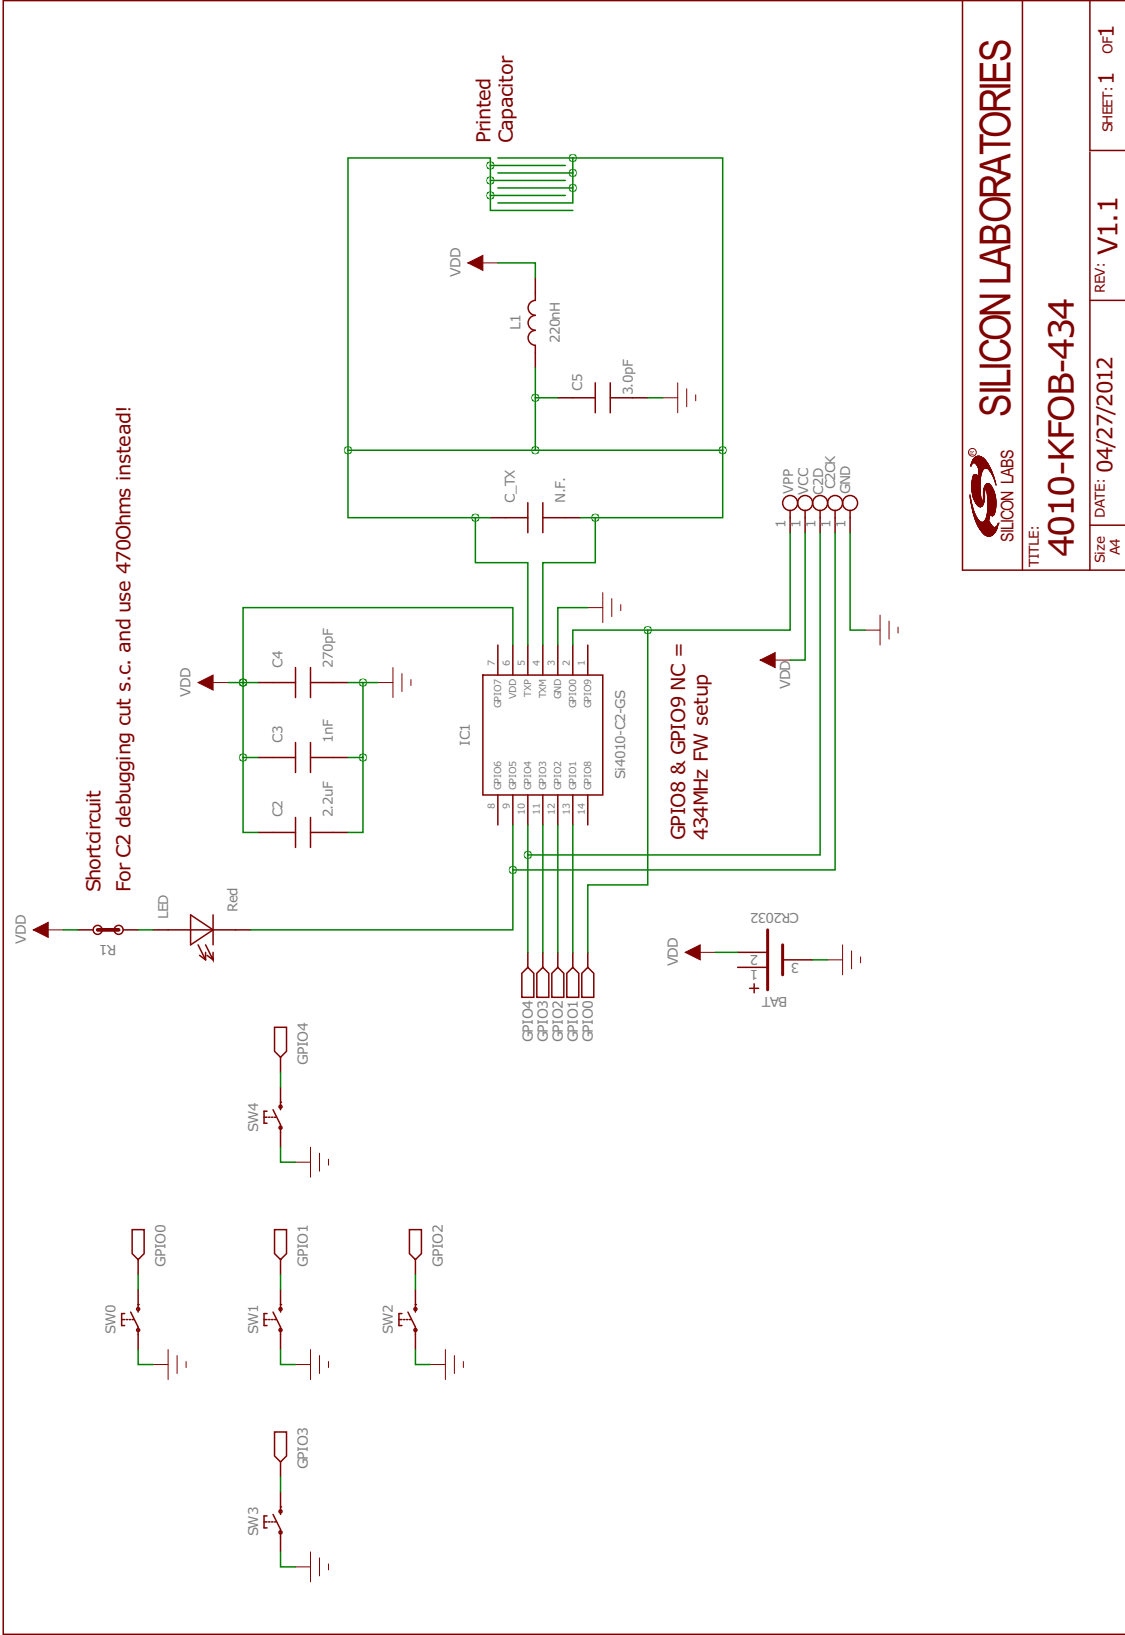 SW3
GPIO3
SW0
GPIO0
SW1
GPIO1
SW2
GPIO2
SW4
GPIO4
VDD
R1
LED
Red
Shortcircuit
For C2 debugging cut s.c. and use 470Ohms instead!
VDD
C2
2.2uF
C3
1nF
C4
270pF
GPIO4
GPIO3
GPIO2
GPIO1
GPIO0
IC1
Si4010-C2-GS
8
GPIO6
GPIO7
7
9
GPIO5
VDD
6
10
GPIO4
TXP
5
11
GPIO3
TXM
4
12
GPIO2
GND
3
13
GPIO1
GPIO0
2
14
GPIO8
GPIO9
1
GPIO8 & GPIO9 NC =
434MHz FW setup
C_TX
N.F.
C5
3.0pF
L1
220nH
VDD
Printed
Capacitor
VDD
BAT
CR2032
+
1
2
3
VDD
1
VPP
1
VCC
1
C2D
1
C2CK
1
GND
SILICON LABS
®
SILICON LABORATORIES
TITLE:
4010-KFOB-434
Size
A4
DATE: 04/27/2012
REV: V1.1
SHEET: 1 OF 1